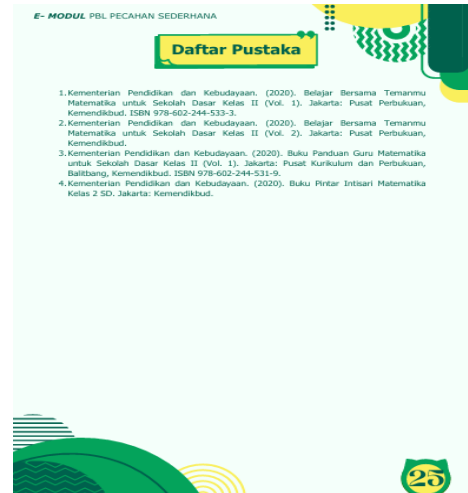 E- MODUL PBL PECAHAN SEDERHANA
Daftar Pustaka
1.Kementerian Pendidikan dan Kebudayaan. (2020). Belajar Bersama Temanmu
Matematika untuk Sekolah Dasar Kelas II (Vol. 1). Jakarta: Pusat Perbukuan,
Kemendikbud. ISBN 978-602-244-533-3.
2.Kementerian Pendidikan dan Kebudayaan. (2020). Belajar Bersama Temanmu
Matematika untuk Sekolah Dasar Kelas II (Vol. 2). Jakarta: Pusat Perbukuan,
Kemendikbud.
3.Kementerian Pendidikan dan Kebudayaan. (2020). Buku Panduan Guru Matematika
untuk Sekolah Dasar Kelas II (Vol. 1). Jakarta: Pusat Kurikulum dan Perbukuan,
Balitbang, Kemendikbud. ISBN 978-602-244-531-9.
4.Kementerian Pendidikan dan Kebudayaan. (2020). Buku Pintar Intisari Matematika
Kelas 2 SD. Jakarta: Kemendikbud.
25